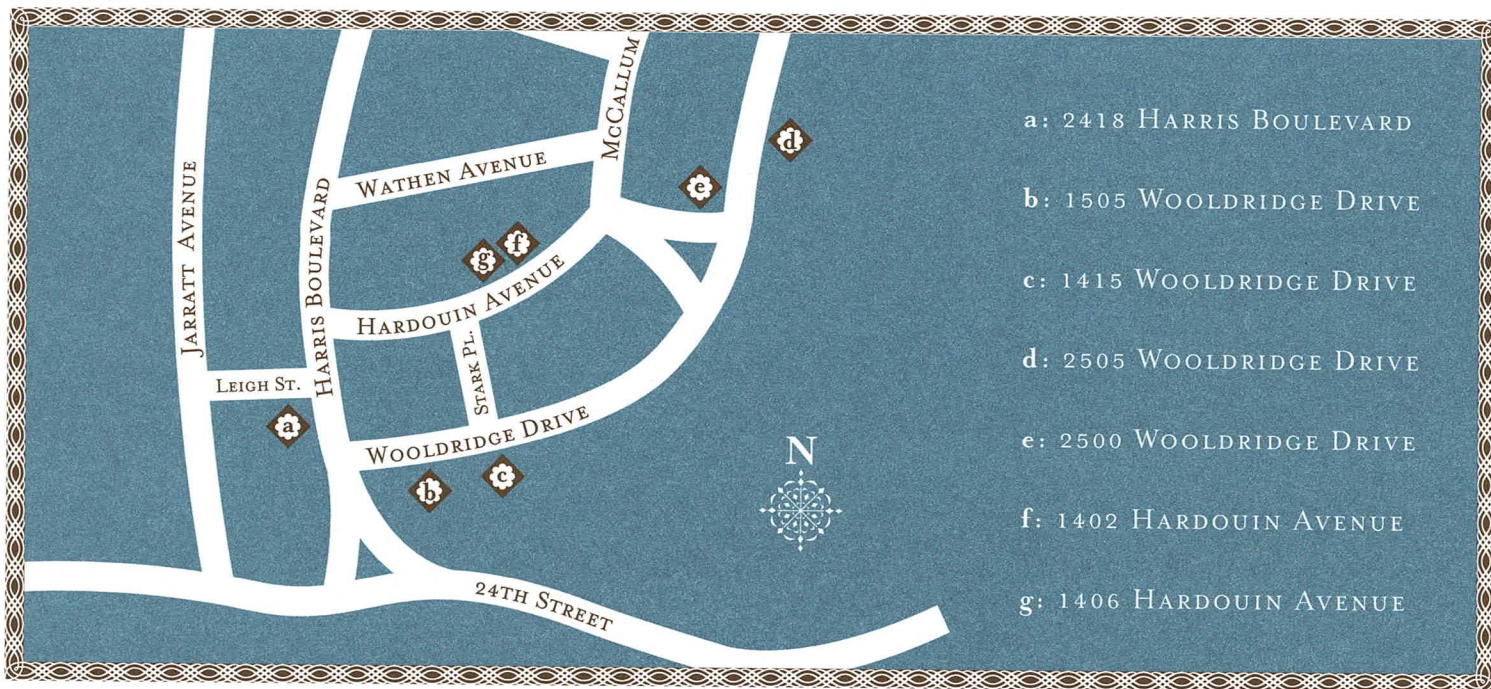 McCallum
Wathen Avenue
Jarratt Avenue
Harris Boulevard
Hardouin Avenue
Leigh St.
Stark Pl.
Wooldridge Drive
24th Street
N
a
b
c
d
e
f
g
a: 2418 Harris Boulevard
b: 1505 Wooldridge Drive
c: 1415 Wooldridge Drive
d: 2505 Wooldridge Drive
e: 2500 Wooldridge Drive
f: 1402 Hardouin Avenue
g: 1406 Hardouin Avenue